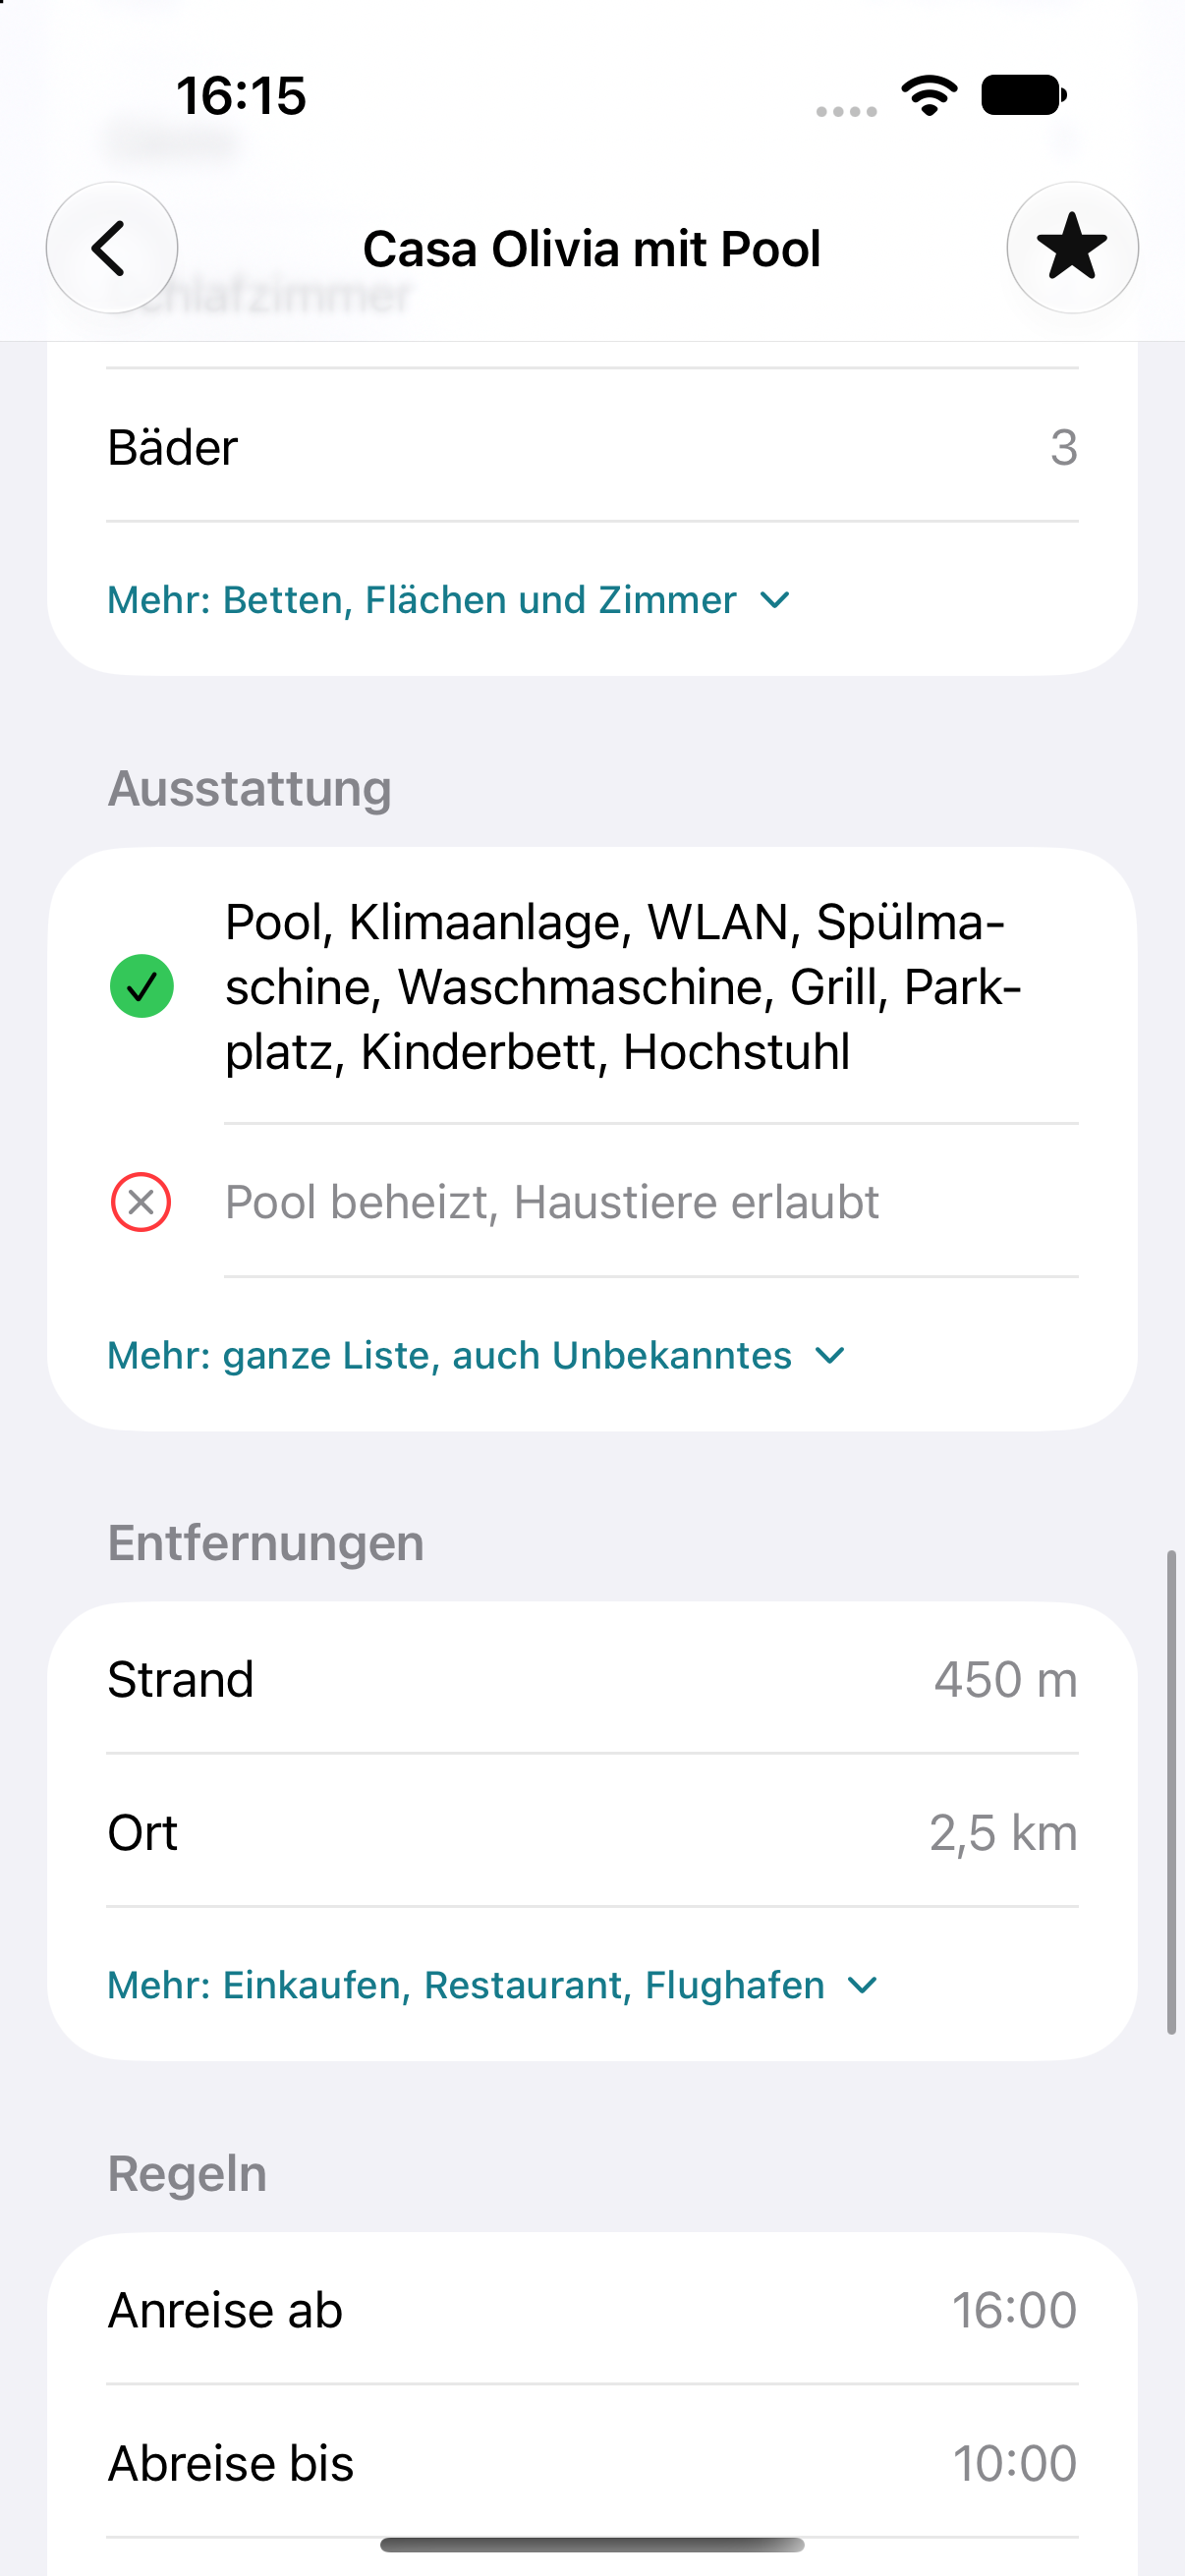 16:15
Casa Olivia mit Pool
Schlafzimmer
Bäder 3
Mehr: Betten, Flächen und Zimmer
Ausstattung
Pool, Klimaanlage, WLAN, Spülma-
schine, Waschmaschine, Grill, Park-
platz, Kinderbett, Hochstuhl
Pool beheizt, Haustiere erlaubt
Mehr: ganze Liste, auch Unbekanntes
Entfernungen
Strand 450 m
Ort 2,5 km
Mehr: Einkaufen, Restaurant, Flughafen
Regeln
Anreise ab 16:00
Abreise bis 10:00